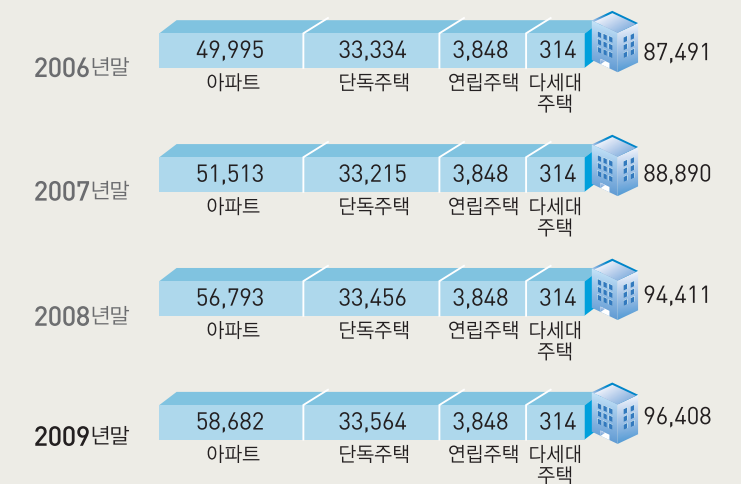 2006년말 49,995 33,334 3,848 314 87,491
아파트 단독주택 연립주택 다세대
주택
2007년말 51,513 33,215 3,848 314 88,890
아파트 단독주택 연립주택 다세대
주택
2008년말 56,793 33,456 3,848 314 94,411
아파트 단독주택 연립주택 다세대
주택
2009년말 58,682 33,564 3,848 314 96,408
아파트 단독주택 연립주택 다세대
주택